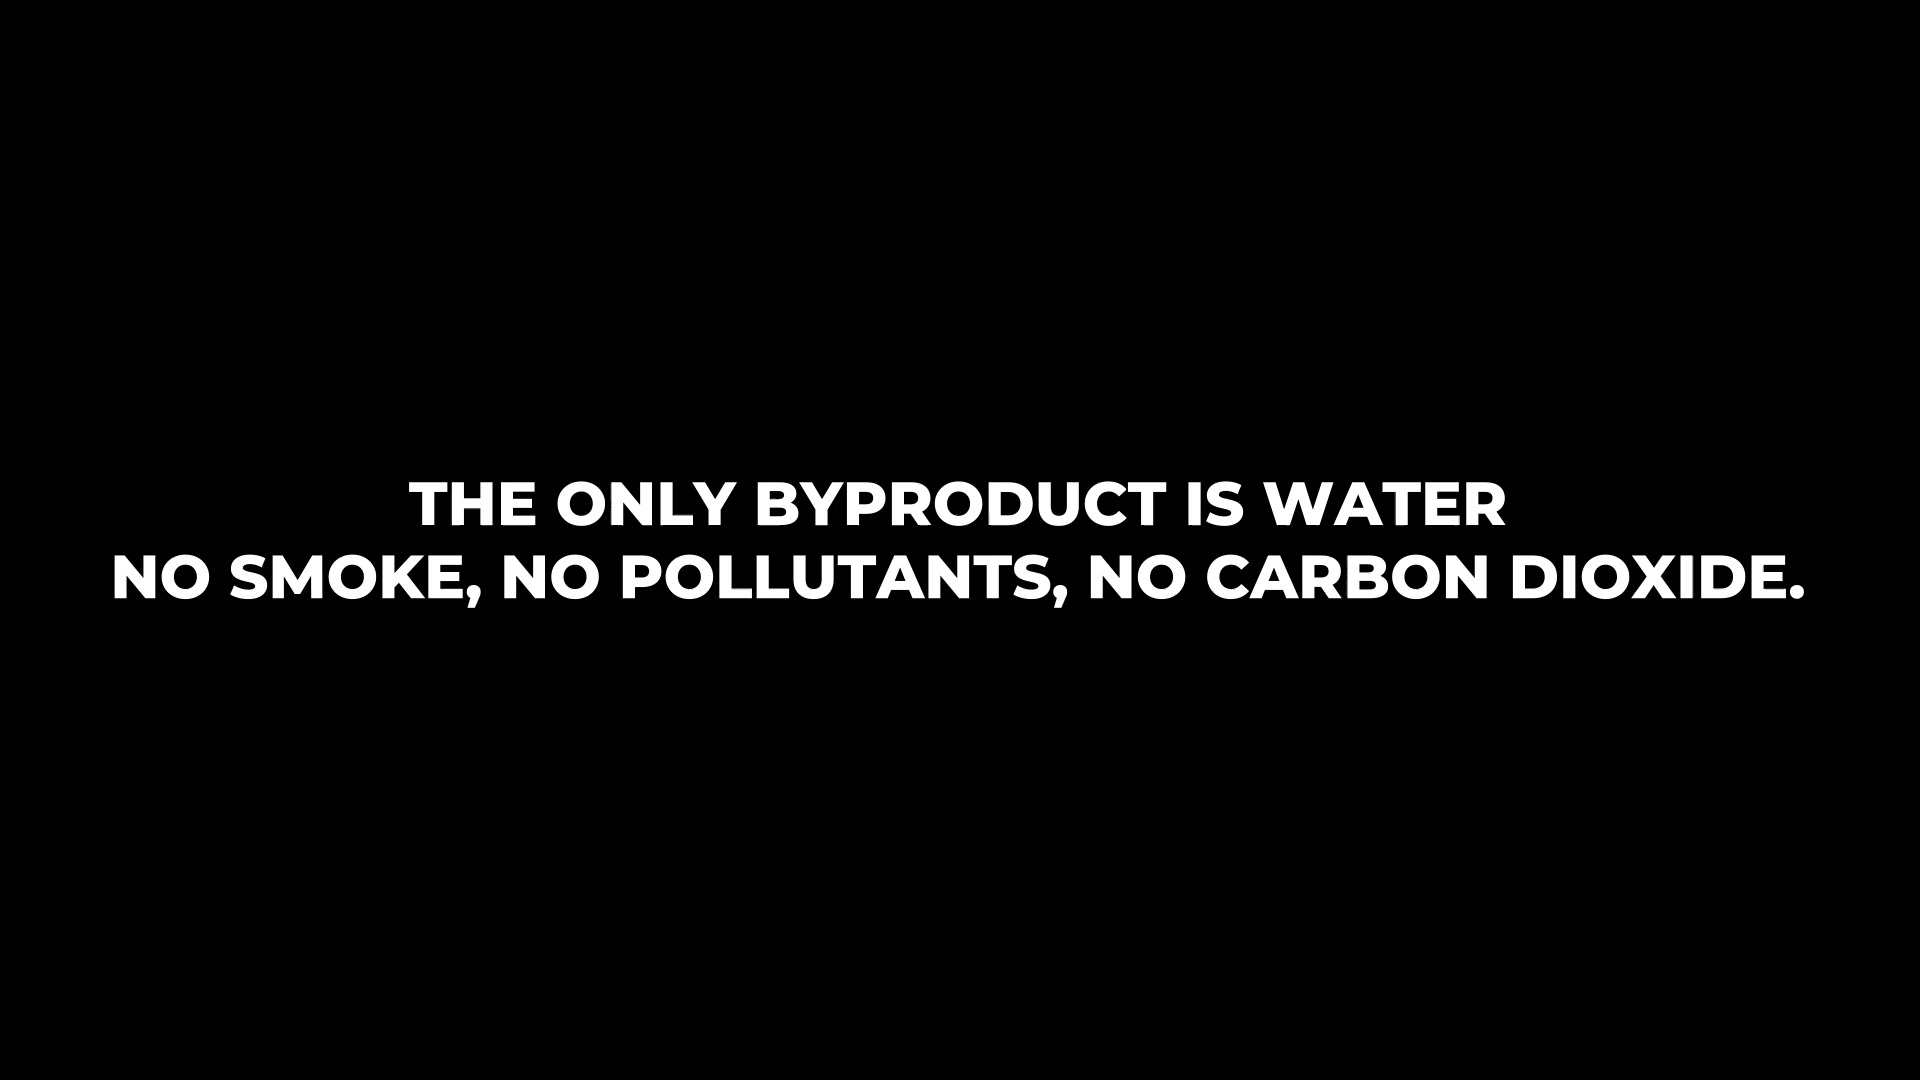 THE ONLY BYPRODUCT IS WATER
NO SMOKE, NO POLLUTANTS, NO CARBON DIOXIDE.